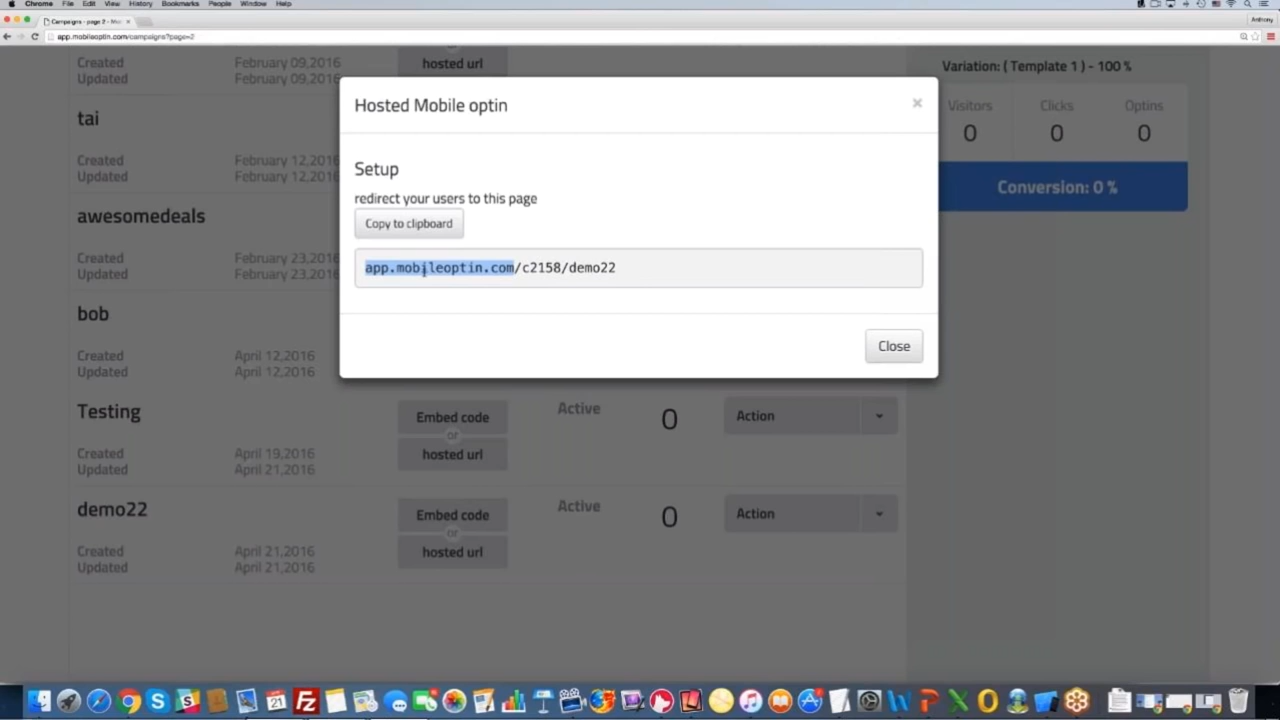 Chrome File Edit View History Bookmarks People Window Help
Campaigns - page 2 - Mo
Anthony
app.mobileoptin.com/campaigns?page=2
Created February 09,2016
Updated February 09,2016
hosted url
tai
Created February 12,2016
Updated February 12,2016
awesomedeals
Created February 23,2016
Updated February 23,2016
bob
Created April 12,2016
Updated April 12,2016
Testing
Created April 19,2016
Updated April 21,2016
Embed code
or
hosted url
Active 0 Action
demo22
Created April 21,2016
Updated April 21,2016
Embed code
or
hosted url
Active 0 Action
Hosted Mobile optin ×
Setup
redirect your users to this page
Copy to clipboard
app.mobileoptin.com/c2158/demo22
Close
Variation: ( Template 1 ) - 100 %
Visitors Clicks Optins
0 0 0
Conversion: 0 %
21